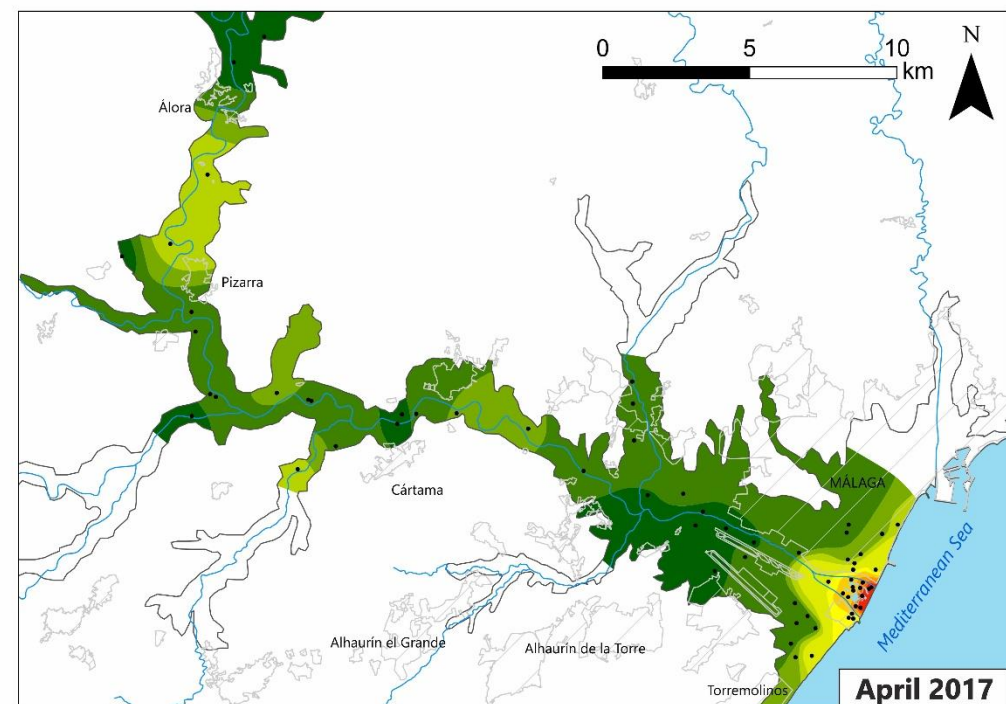 0 5 10
km
N
Álora
Pizarra
Cártama
MÁLAGA
Mediterranean Sea
Alhaurín el Grande
Alhaurín de la Torre
Torremolinos
April 2017